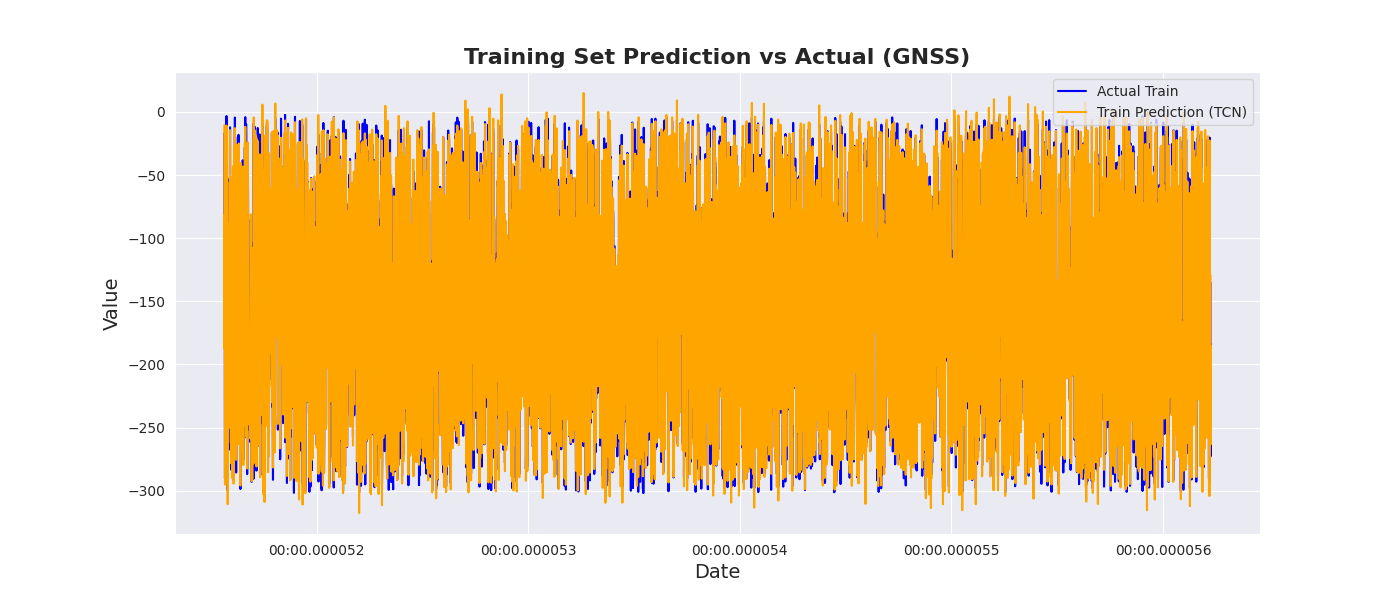 Training Set Prediction vs Actual (GNSS)
Actual Train
Train Prediction (TCN)
Value
0
−50
−100
−150
−200
−250
−300
00:00.000052
00:00.000053
00:00.000054
00:00.000055
00:00.000056
Date